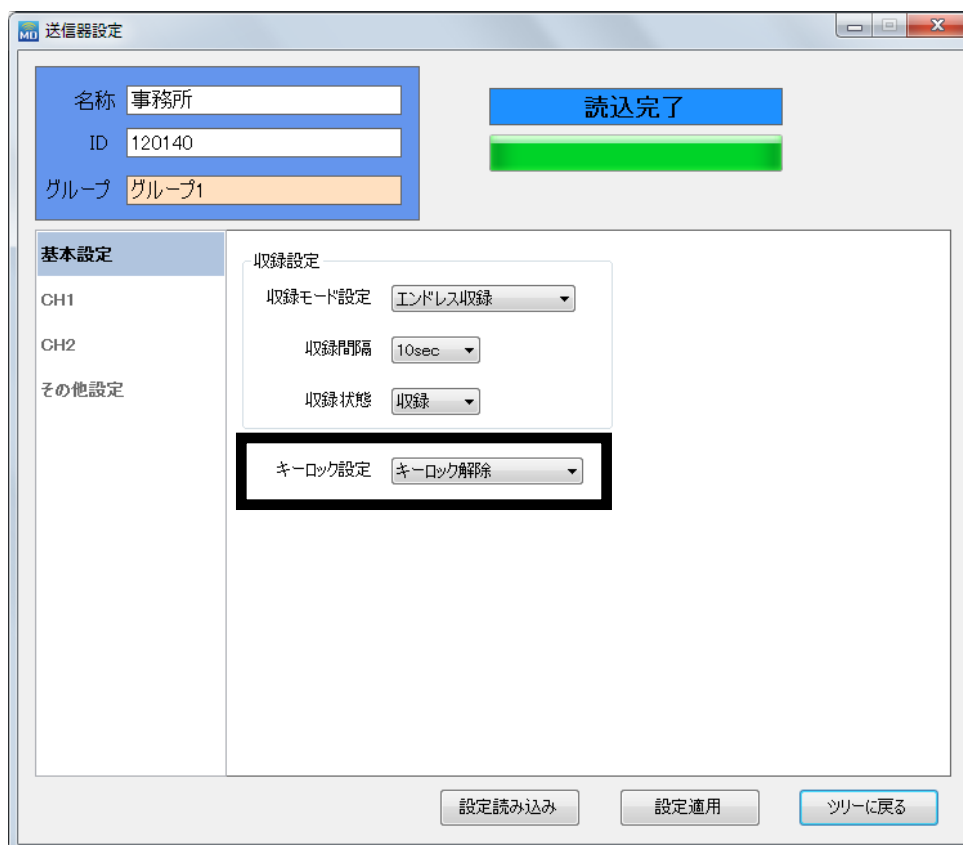 MD 送信器設定
名称 事務所
読込完了
ID 120140
グループ グループ1
基本設定
CH1
CH2
その他設定
収録設定
収録モード設定 エンドレス収録
収録間隔 10sec
収録状態 収録
キーロック設定 キーロック解除
設定読み込み 設定適用 ツリーに戻る